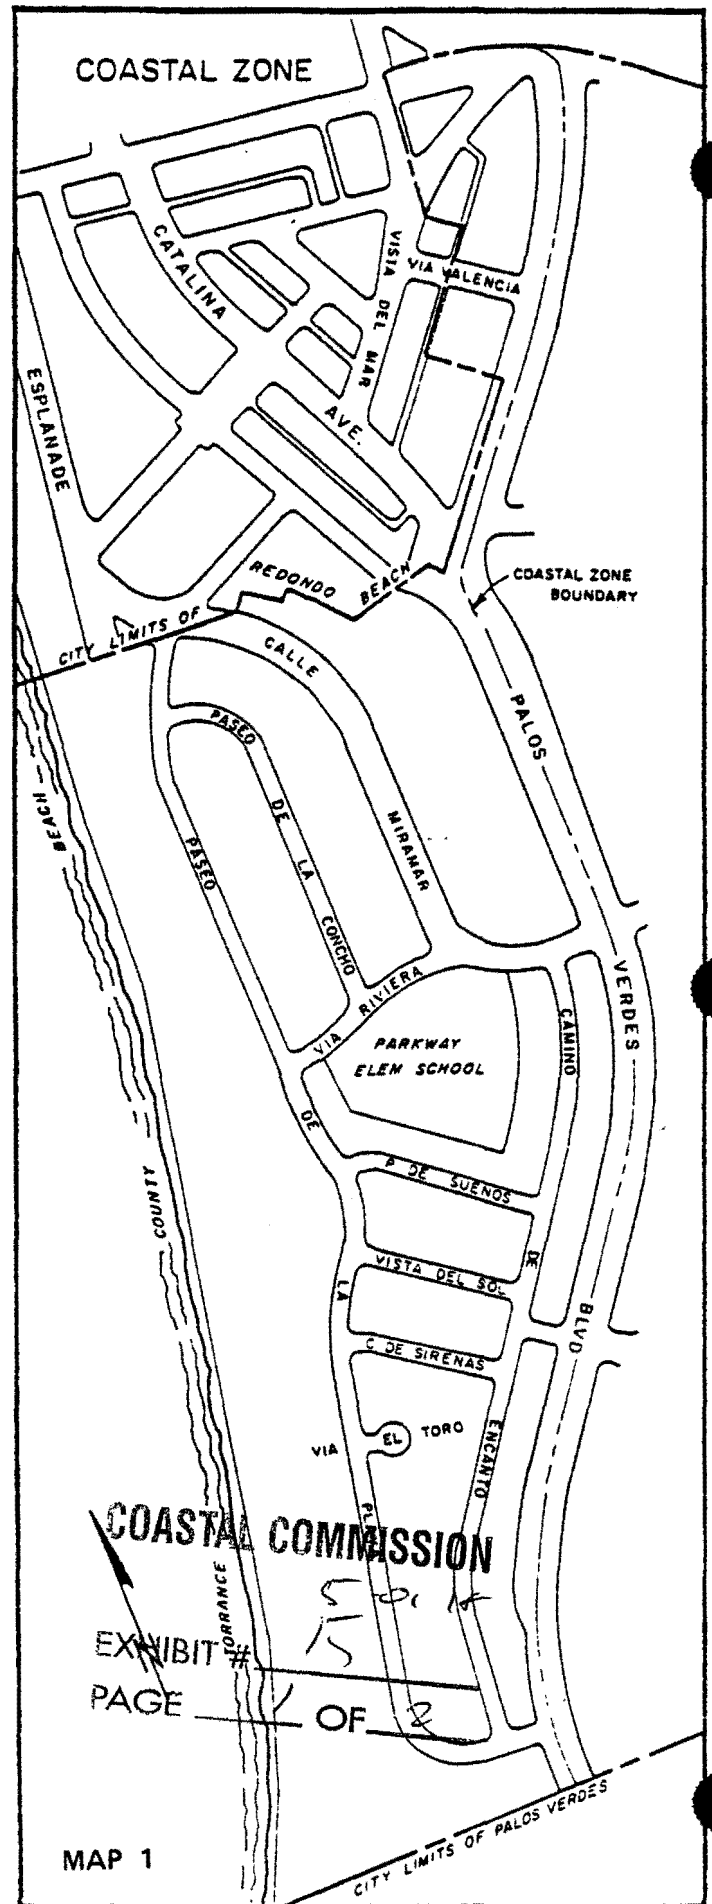 COASTAL ZONE
CATALINA
AVE.
VISTA DEL MAR
VIA VALENCIA
ESPLANADE
REDONDO BEACH
COASTAL ZONE
BOUNDARY
CITY LIMITS OF
CALLE
MIRAMAR
PALOS
VERDES
BLVD
PASEO
DE LA
CONCHO
PASEO
DE
LA
BEACH
VIA RIVIERA
PARKWAY
ELEM SCHOOL
CAMINO
DE
ENCANTO
P DE SUENOS
COUNTY
VISTA DEL SOL
C DE SIRENAS
VIA EL TORO
COASTAL COMMISSION
TORRANCE
EXHIBIT # 15
PAGE 1 OF 2
MAP 1
CITY LIMITS OF PALOS VERDES